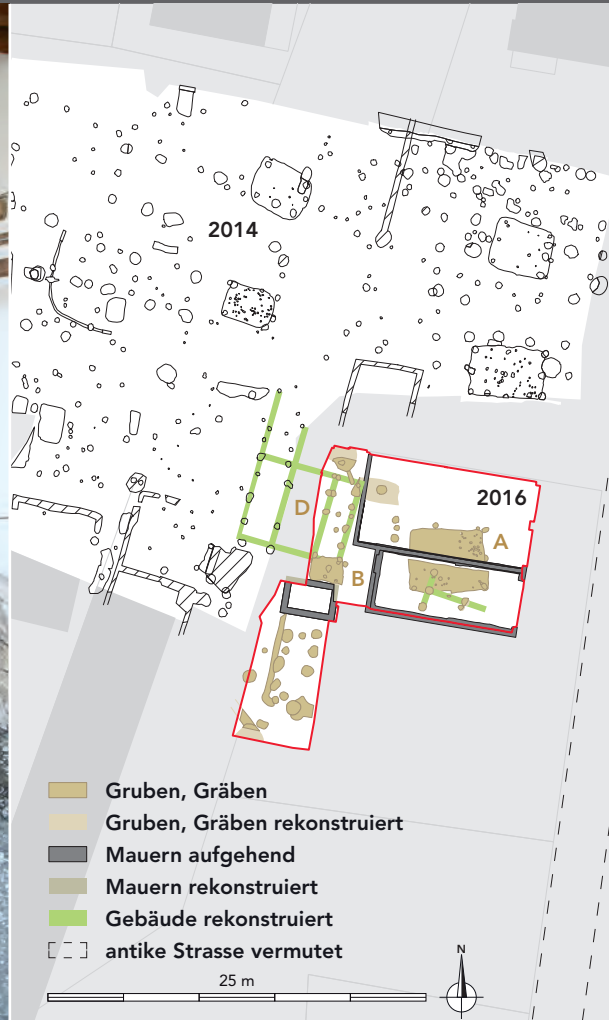 2014
2016
D
A
B
Gruben, Gräben
Gruben, Gräben rekonstruiert
Mauern aufgehend
Mauern rekonstruiert
Gebäude rekonstruiert
antike Strasse vermutet
N
25 m